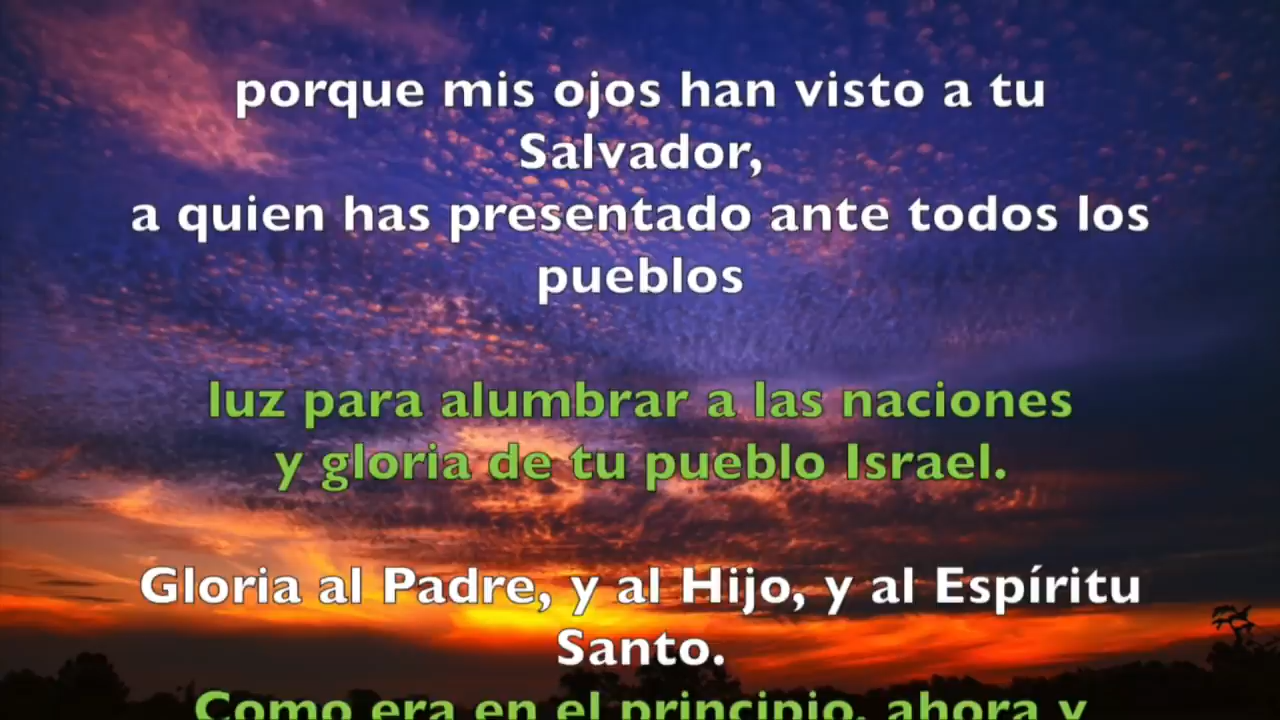 porque mis ojos han visto a tu
Salvador,
a quien has presentado ante todos los
pueblos
luz para alumbrar a las naciones
y gloria de tu pueblo Israel.
Gloria al Padre, y al Hijo, y al Espíritu
Santo.
Como era en el principio, ahora y